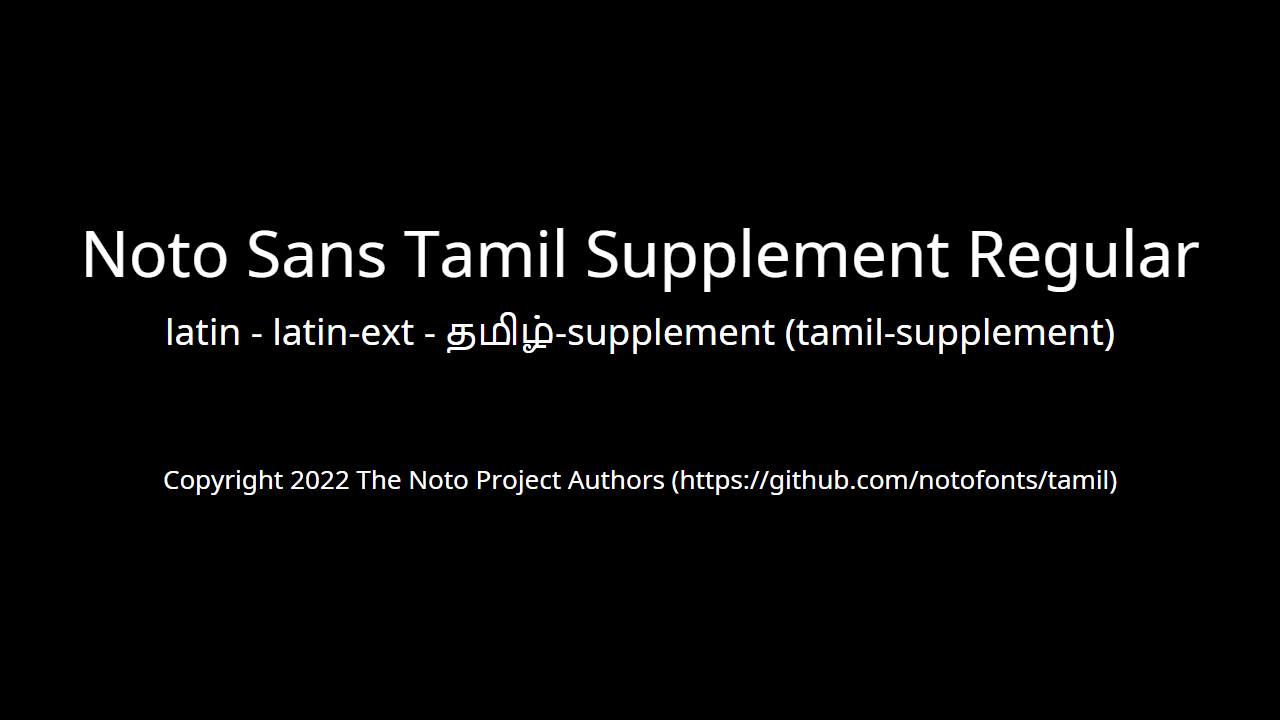 Noto Sans Tamil Supplement Regular
latin - latin-ext - தமிழ்-supplement (tamil-supplement)
Copyright 2022 The Noto Project Authors (https://github.com/notofonts/tamil)